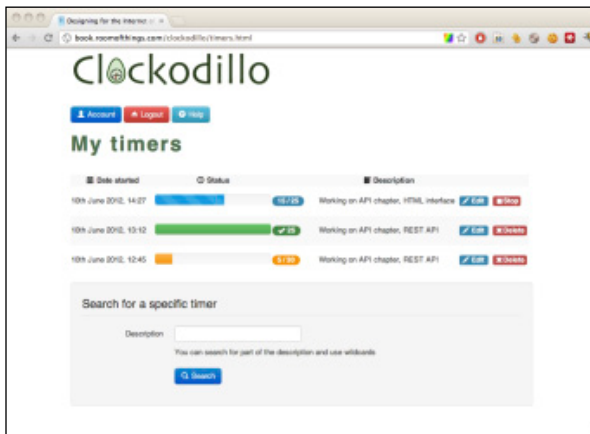 Designing for the Internet of
book.roomofthings.com/clockodillo/timers.html
Clockodillo
Account Logout Help
My timers
Date started Status Description
10th June 2012, 14:27 15/25 Working on API chapter, HTML interface Edit Stop
10th June 2012, 13:12 25 Working on API chapter, REST API Edit Delete
10th June 2012, 12:45 Working on API chapter, REST API Edit Delete
Search for a specific timer
Description
You can search for part of the description and use wildcards
Search